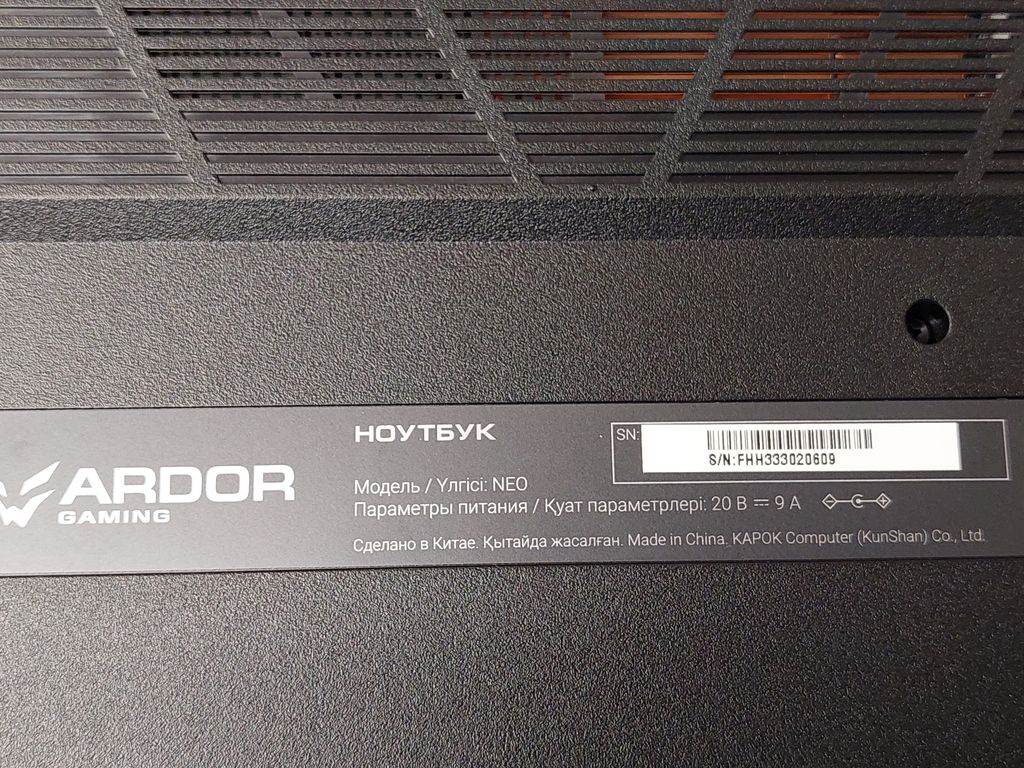 ARDOR
GAMING
НОУТБУК
SN:
S/N:FHH333020609
Модель / Үлгісі: NEO
Параметры питания / Қуат параметрлері: 20 В ⎓ 9 А
Сделано в Китае. Қытайда жасалған. Made in China. KAPOK Computer (KunShan) Co., Ltd.